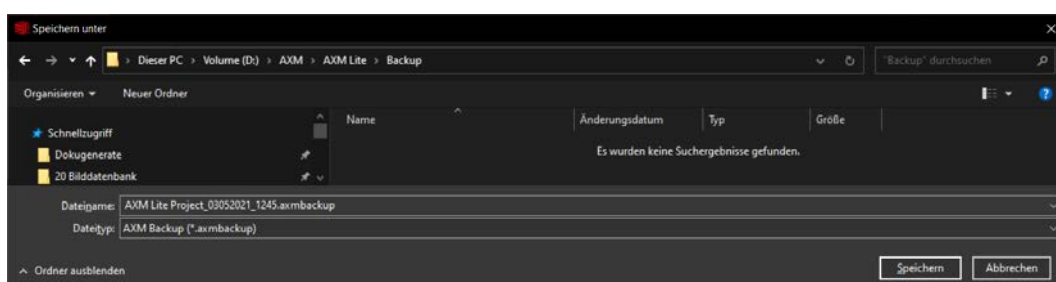 Speichern unter
Dieser PC > Volume (D:) > AXM > AXM Lite > Backup
"Backup" durchsuchen
Organisieren
Neuer Ordner
Name
Änderungsdatum
Typ
Größe
Schnellzugriff
Es wurden keine Suchergebnisse gefunden.
Dokugenerate
20 Bilddatenbank
Dateiname: AXM Lite Project_03052021_1245.axmbackup
Dateityp: AXM Backup (*.axmbackup)
Ordner ausblenden
Speichern
Abbrechen